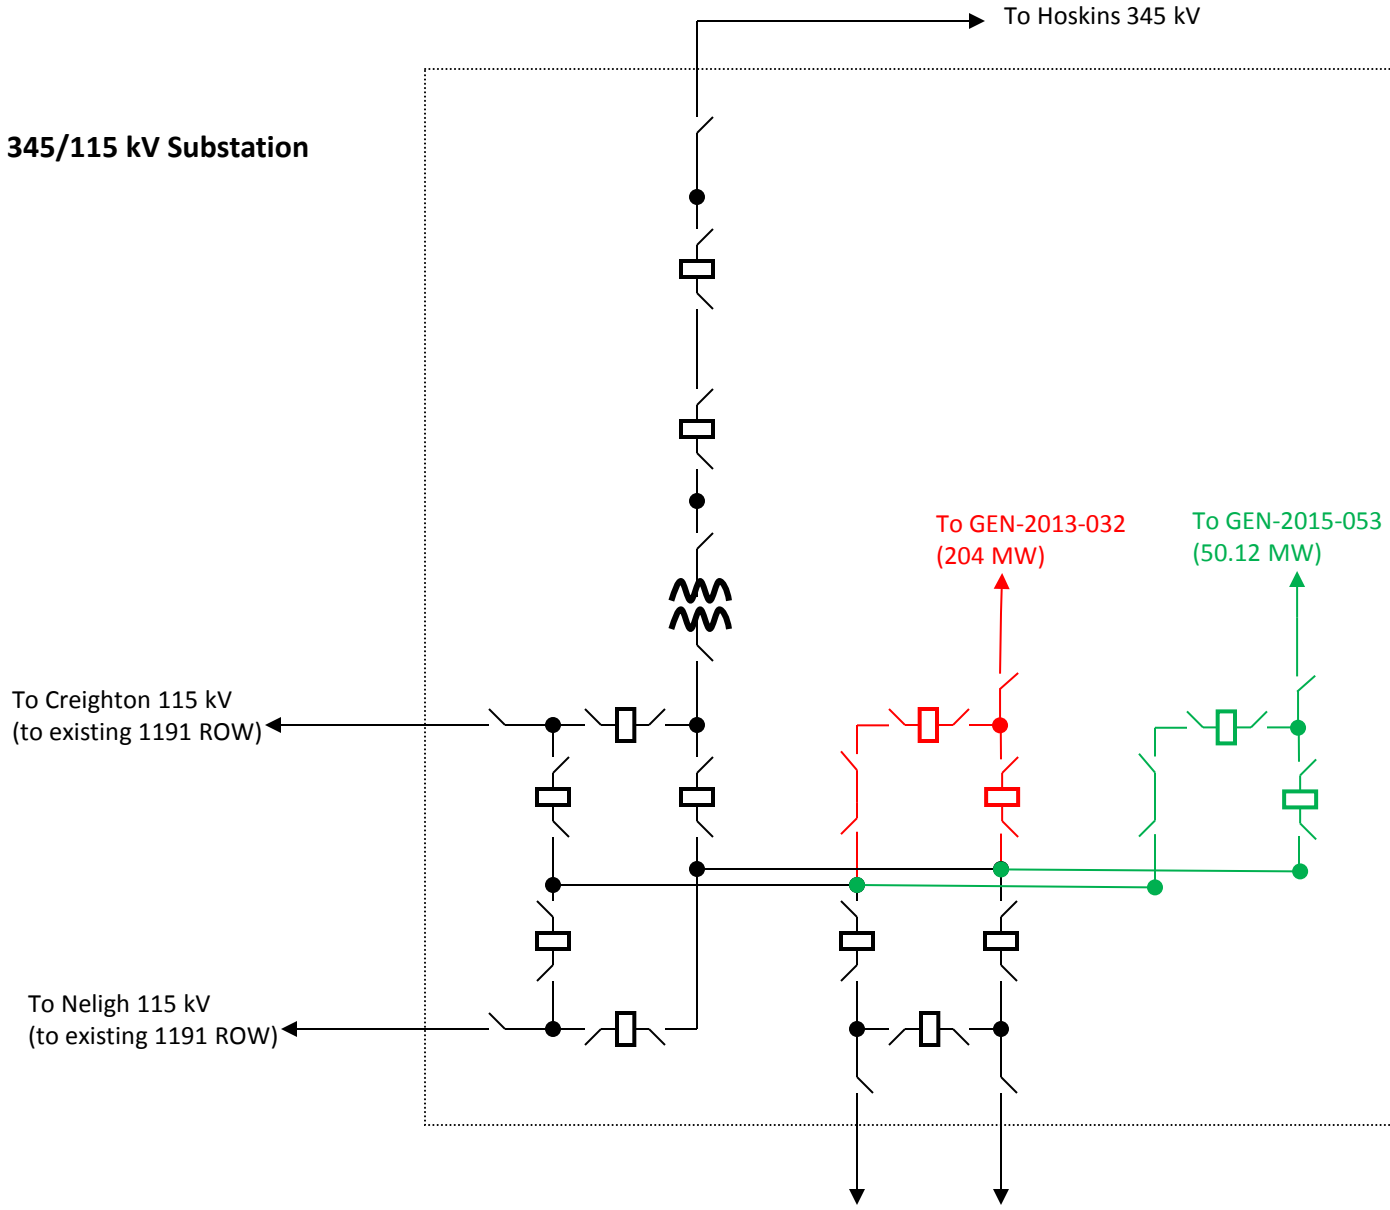 To Hoskins 345 kV
345/115 kV Substation
To GEN-2013-032
(204 MW)
To GEN-2015-053
(50.12 MW)
To Creighton 115 kV
(to existing 1191 ROW)
To Neligh 115 kV
(to existing 1191 ROW)